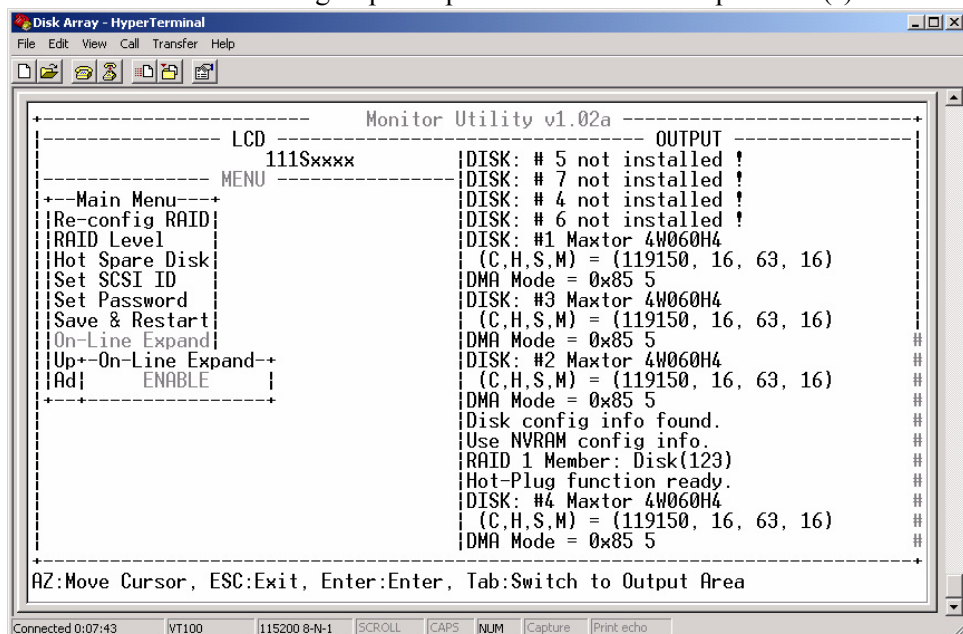 Disk Array - HyperTerminal
File Edit View Call Transfer Help
Monitor Utility v1.02a
LCD
111Sxxxx
MENU
+--Main Menu---+
Re-config RAID
RAID Level
Hot Spare Disk
Set SCSI ID
Set Password
Save & Restart
On-Line Expand
Up+-On-Line Expand-+
Ad| ENABLE |
OUTPUT
DISK: # 5 not installed !
DISK: # 7 not installed !
DISK: # 4 not installed !
DISK: # 6 not installed !
DISK: #1 Maxtor 4W060H4
(C,H,S,M) = (119150, 16, 63, 16)
DMA Mode = 0x85 5
DISK: #3 Maxtor 4W060H4
(C,H,S,M) = (119150, 16, 63, 16)
DMA Mode = 0x85 5
DISK: #2 Maxtor 4W060H4
(C,H,S,M) = (119150, 16, 63, 16)
DMA Mode = 0x85 5
Disk config info found.
Use NVRAM config info.
RAID 1 Member: Disk(123)
Hot-Plug function ready.
DISK: #4 Maxtor 4W060H4
(C,H,S,M) = (119150, 16, 63, 16)
DMA Mode = 0x85 5
AZ:Move Cursor, ESC:Exit, Enter:Enter, Tab:Switch to Output Area
Connected 0:07:43 VT100 115200 8-N-1 SCROLL CAPS NUM Capture Print echo